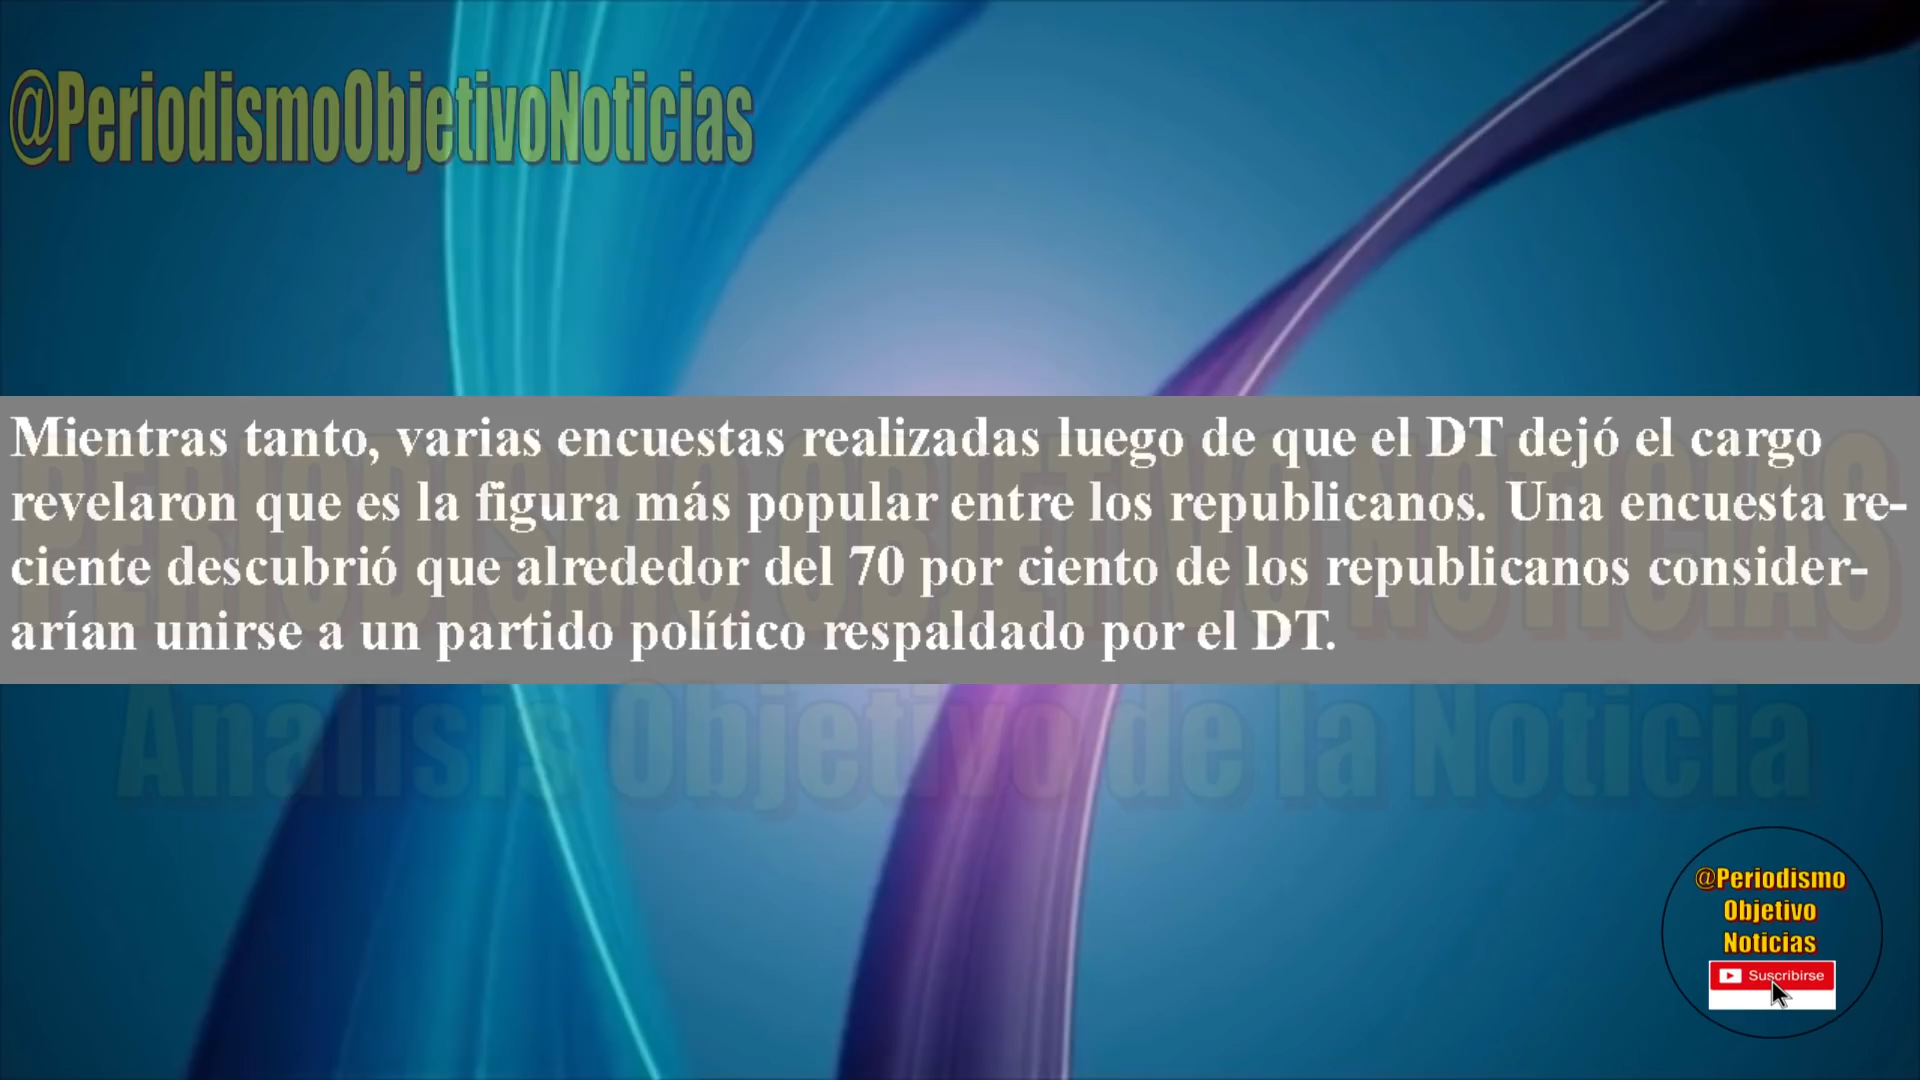 @PeriodismoObjetivoNoticias
Mientras tanto, varias encuestas realizadas luego de que el DT dejó el cargo
revelaron que es la figura más popular entre los republicanos. Una encuesta re-
ciente descubrió que alrededor del 70 por ciento de los republicanos consider-
arían unirse a un partido político respaldado por el DT.
PERIODISMO OBJETIVO NOTICIAS
Analisis Objetivo de la Noticia
@Periodismo
Objetivo
Noticias
Suscribirse